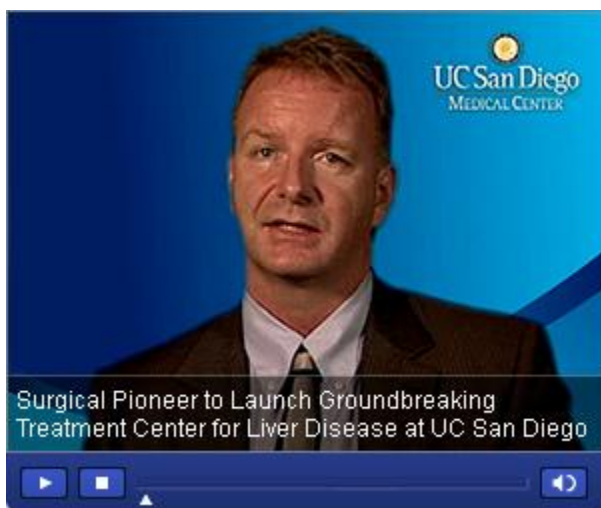 UC San Diego
MEDICAL CENTER
Surgical Pioneer to Launch Groundbreaking
Treatment Center for Liver Disease at UC San Diego